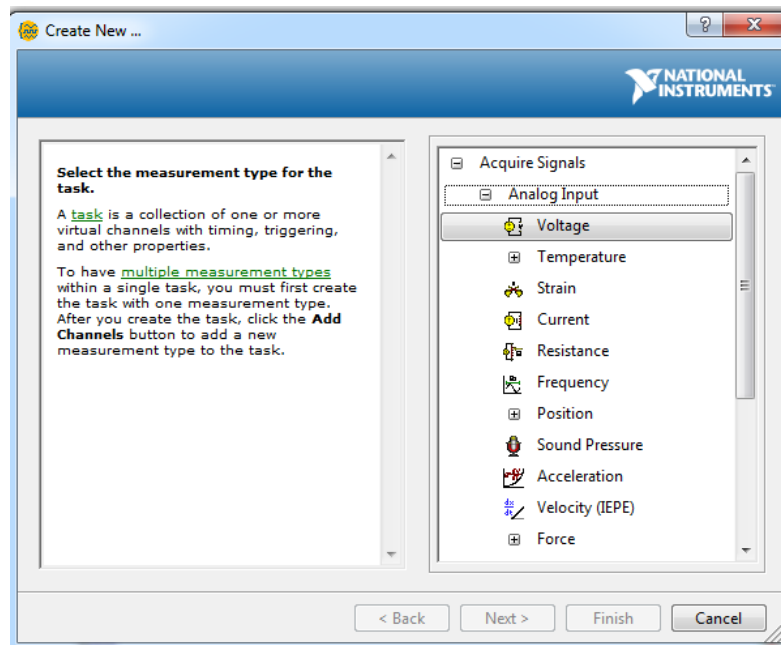 Create New ...
NATIONAL
INSTRUMENTS
Select the measurement type for the
task.
A task is a collection of one or more
virtual channels with timing, triggering,
and other properties.
To have multiple measurement types
within a single task, you must first create
the task with one measurement type.
After you create the task, click the Add
Channels button to add a new
measurement type to the task.
Acquire Signals
Analog Input
Voltage
Temperature
Strain
Current
Resistance
Frequency
Position
Sound Pressure
Acceleration
Velocity (IEPE)
Force
< Back Next > Finish Cancel